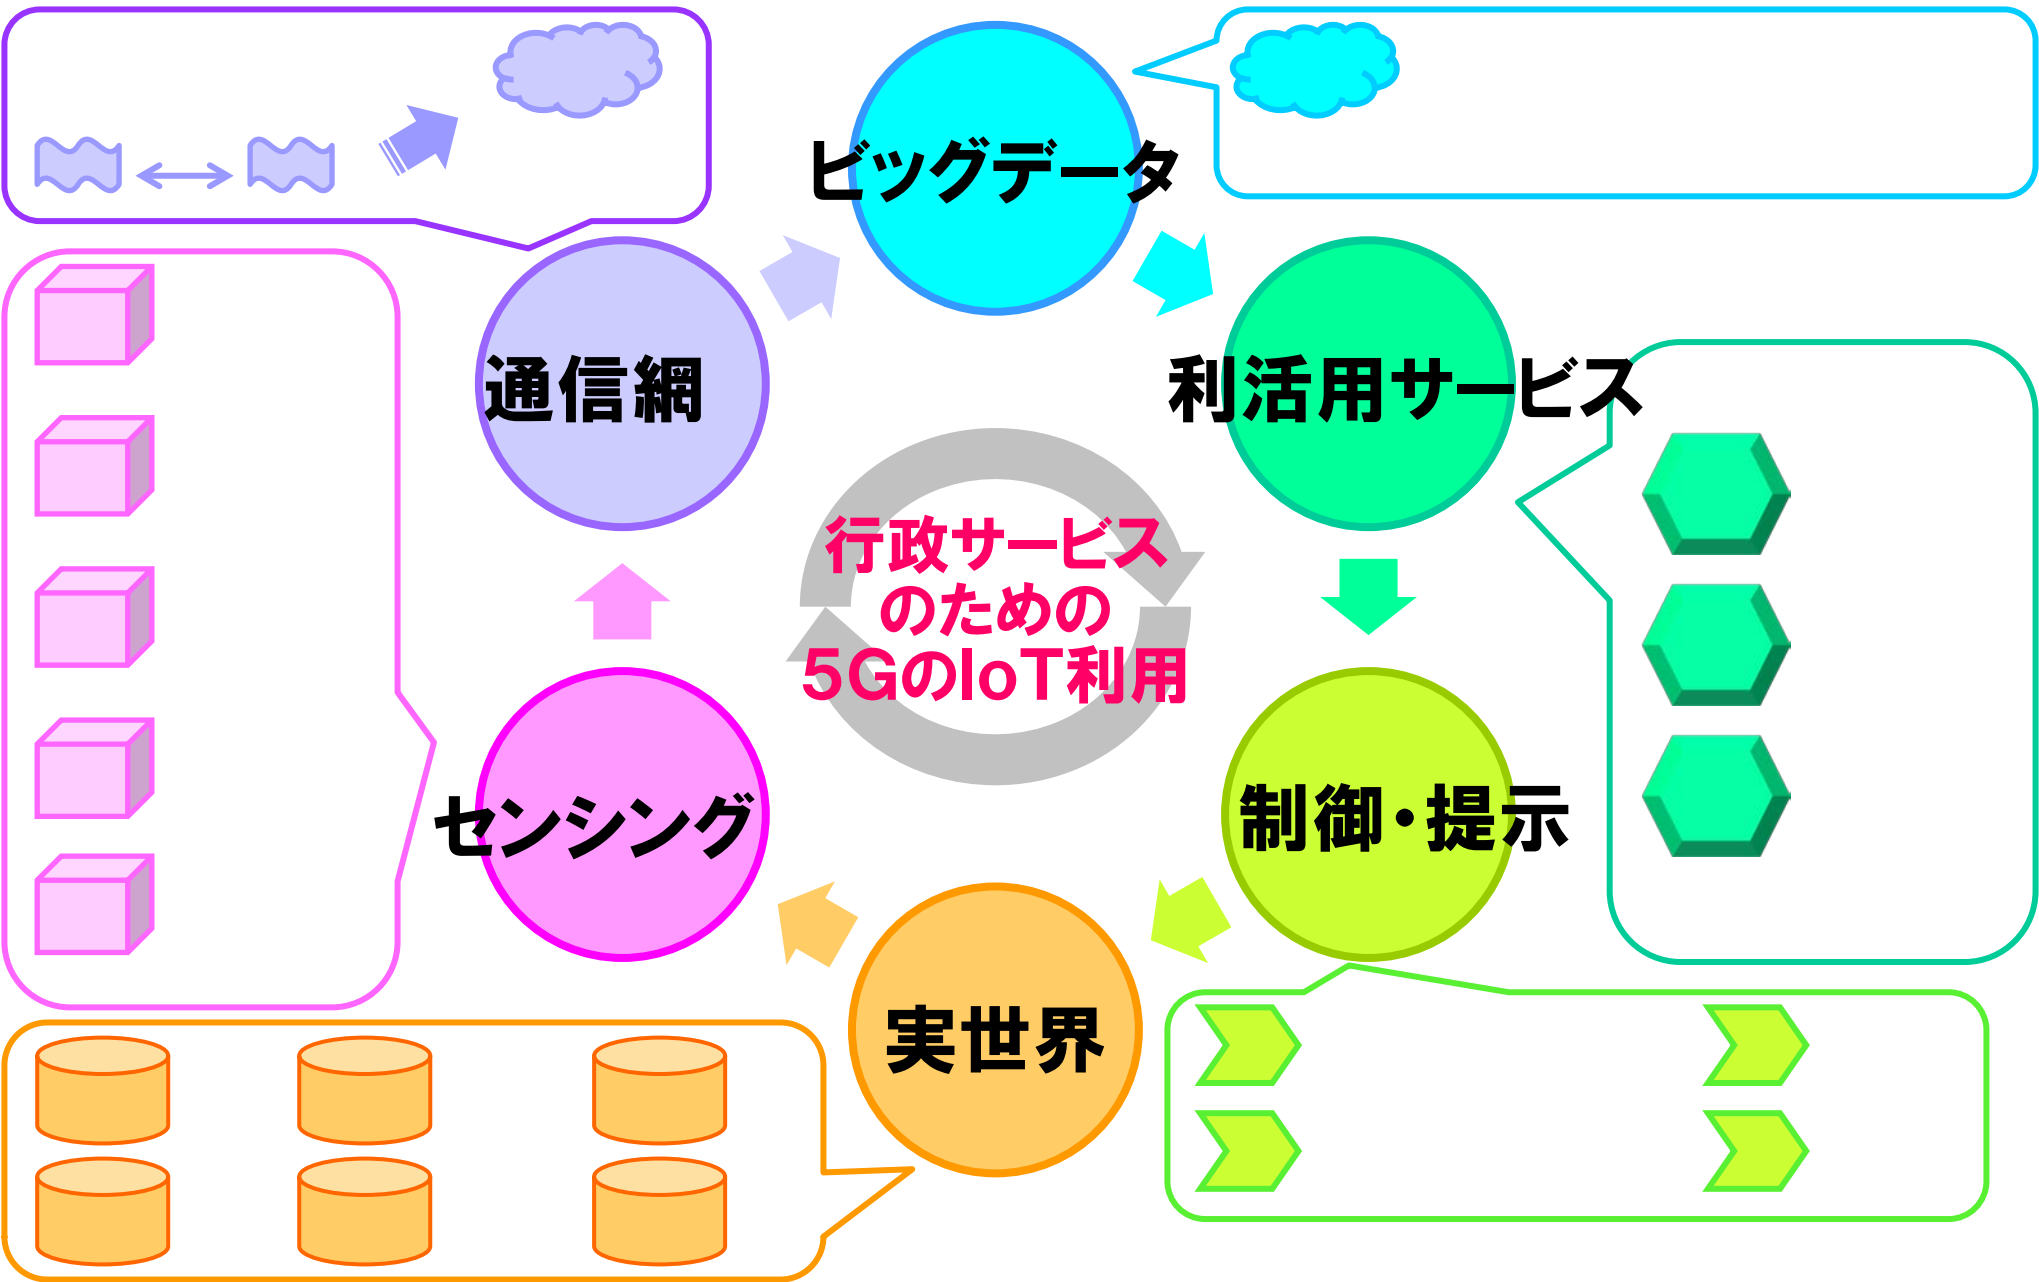 ビッグデータ
通信網
利活用サービス
行政サービス
のための
5GのIoT利用
センシング
制御・提示
実世界